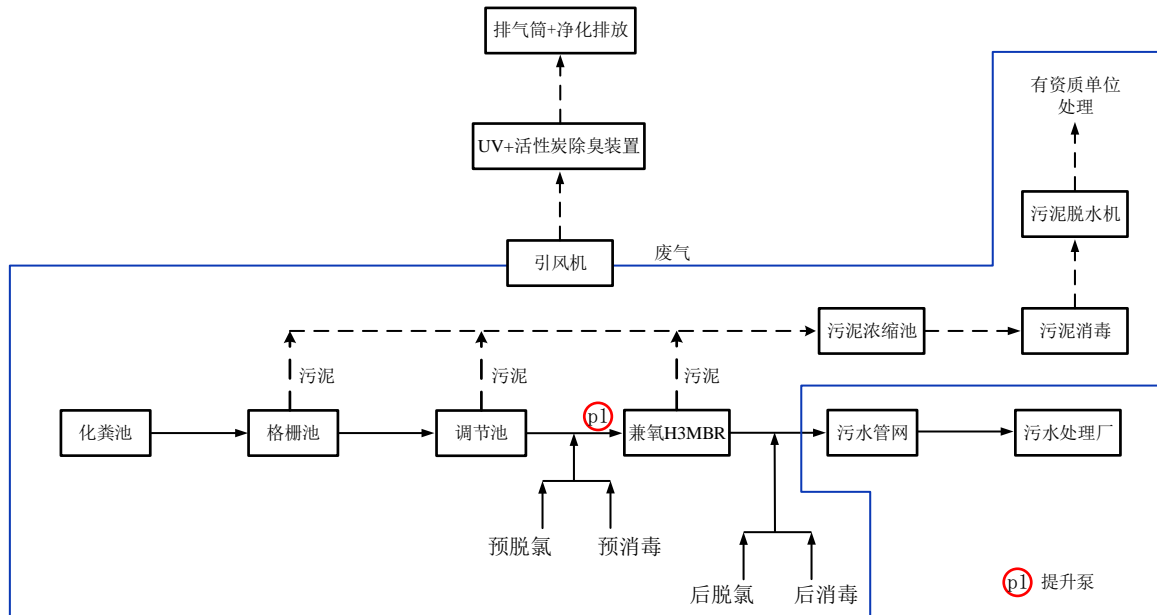 排气筒+净化排放
有资质单位
处理
UV+活性炭除臭装置
污泥脱水机
引风机
废气
污泥浓缩池
污泥消毒
污泥
污泥
污泥
化粪池
格栅池
调节池
p1
兼氧H3MBR
污水管网
污水处理厂
预脱氯
预消毒
后脱氯
后消毒
p1 提升泵